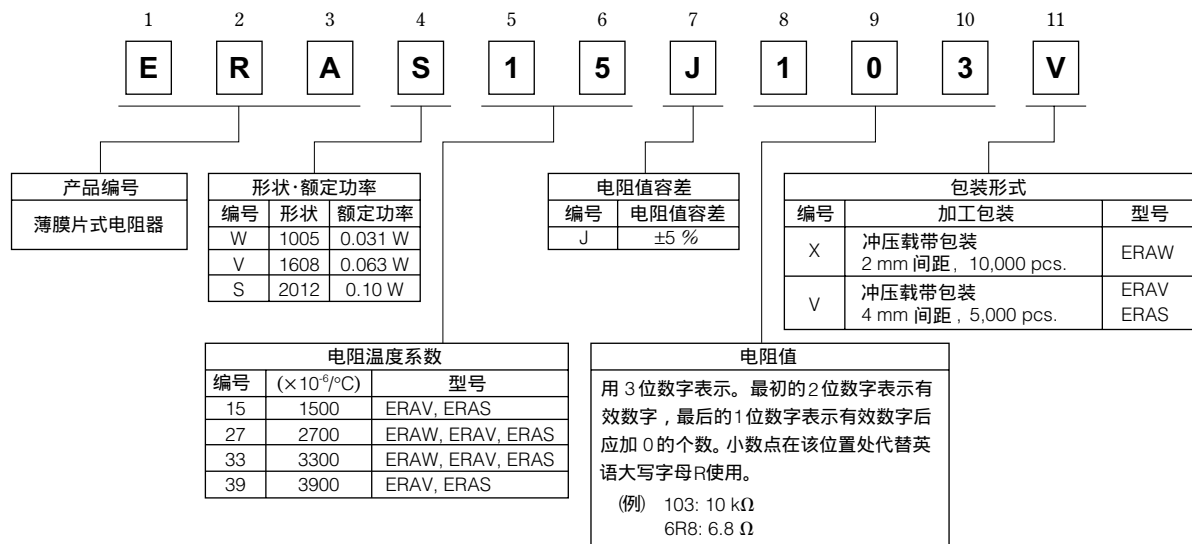 1 2 3 4 5 6 7 8 9 10 11
E R A S 1 5 J 1 0 3 V
产品编号
薄膜片式电阻器
形状·额定功率
编号 形状 额定功率
W 1005 0.031 W
V 1608 0.063 W
S 2012 0.10 W
电阻值容差
编号 电阻值容差
J ±5 %
包装形式
编号 加工包装 型号
X 冲压载带包装 2 mm 间距, 10,000 pcs. ERAW
V 冲压载带包装 4 mm 间距, 5,000 pcs. ERAV ERAS
电阻温度系数
编号 (×10⁻⁶/°C) 型号
15 1500 ERAV, ERAS
27 2700 ERAW, ERAV, ERAS
33 3300 ERAW, ERAV, ERAS
39 3900 ERAV, ERAS
电阻值
用 3位数字表示。最初的2位数字表示有
效数字，最后的1位数字表示有效数字后
应加 0的个数。小数点在该位置处代替英
语大写字母R使用。
(例) 103: 10 kΩ
6R8: 6.8 Ω